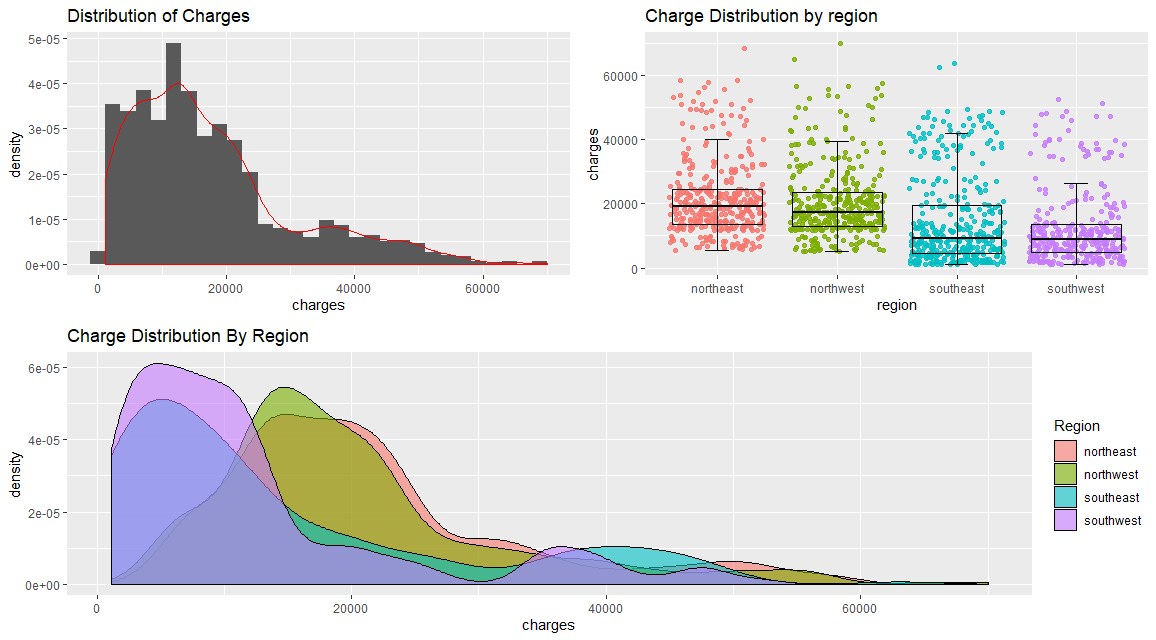 Distribution of Charges
5e-05
4e-05
3e-05
2e-05
1e-05
0e+00
density
0
20000
40000
60000
charges
Charge Distribution by region
60000
40000
20000
0
charges
northeast
northwest
southeast
southwest
region
Charge Distribution By Region
6e-05
4e-05
2e-05
0e+00
density
0
20000
40000
60000
charges
Region
northeast
northwest
southeast
southwest